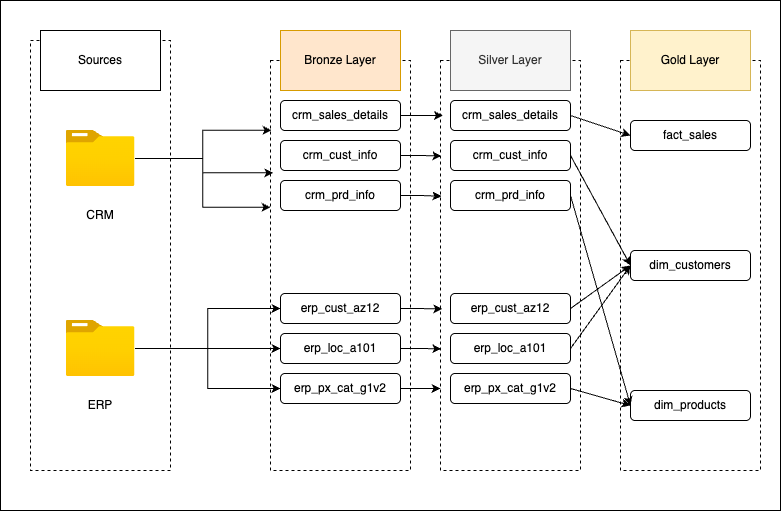 Sources
Bronze Layer
Silver Layer
Gold Layer
crm_sales_details
crm_sales_details
fact_sales
crm_cust_info
crm_cust_info
crm_prd_info
crm_prd_info
CRM
dim_customers
erp_cust_az12
erp_cust_az12
erp_loc_a101
erp_loc_a101
erp_px_cat_g1v2
erp_px_cat_g1v2
ERP
dim_products